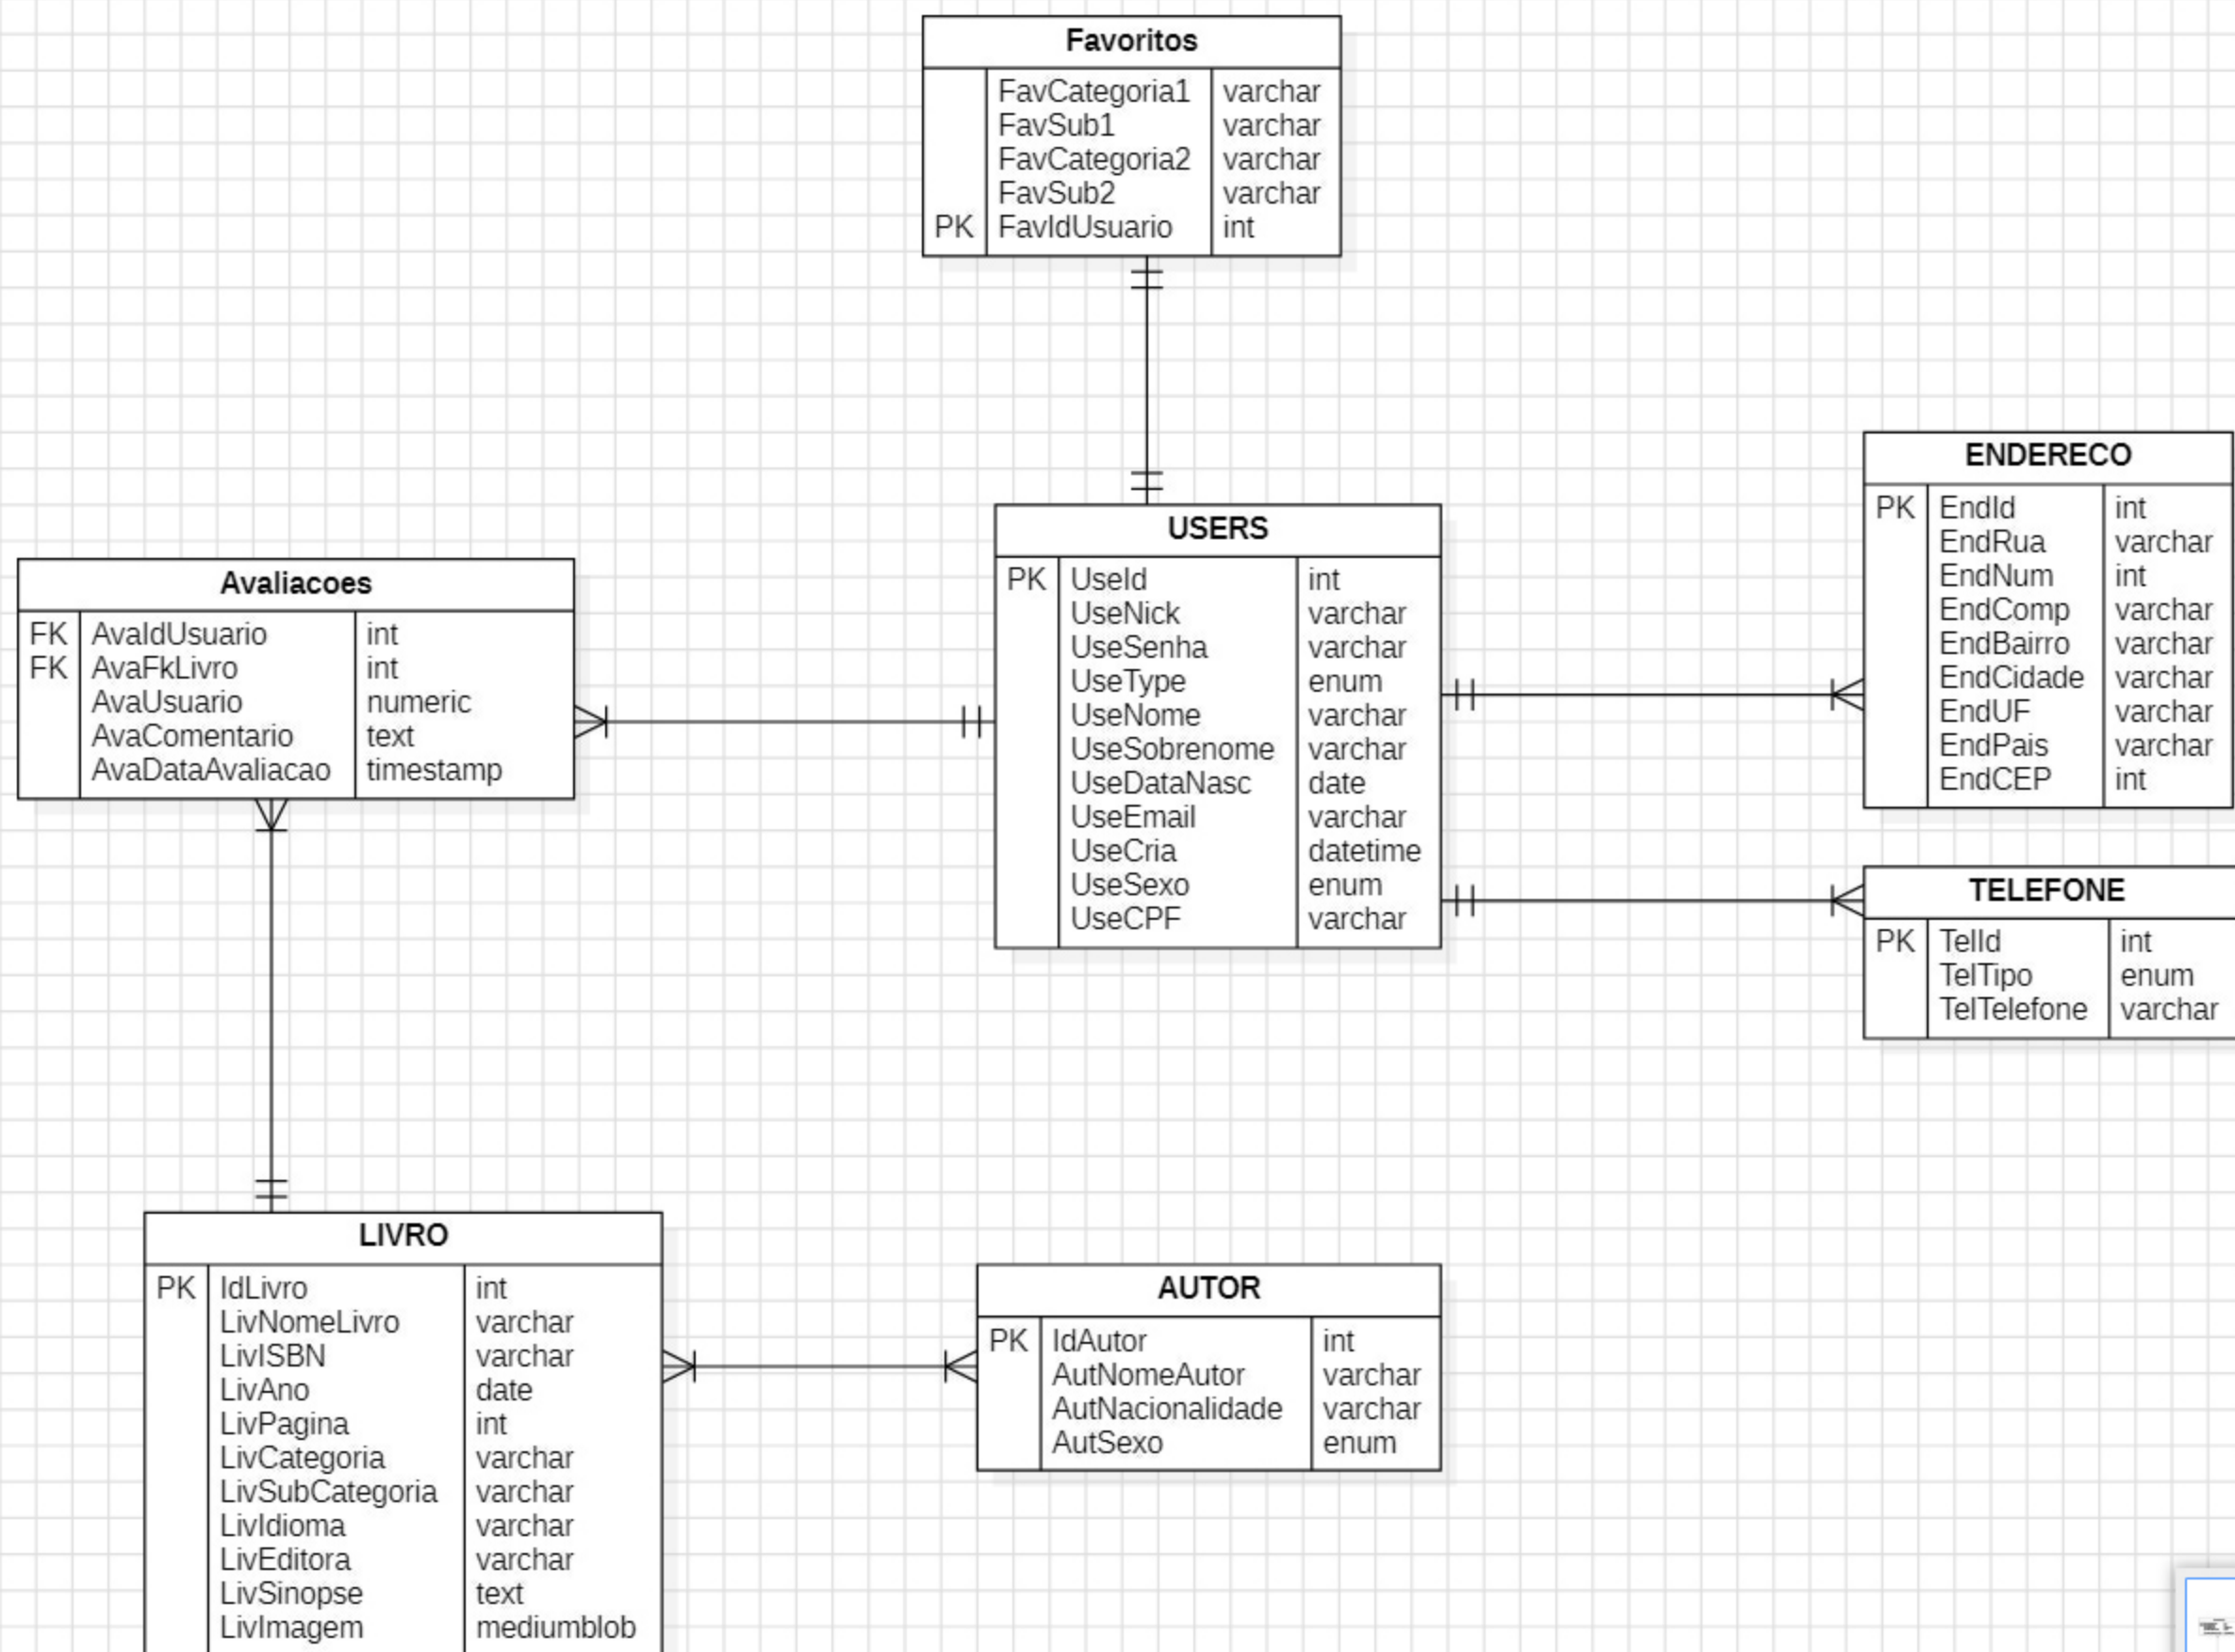 Favoritos
FavCategoria1 varchar
FavSub1 varchar
FavCategoria2 varchar
FavSub2 varchar
PK FavIdUsuario int
ENDERECO
PK EndId int
EndRua varchar
EndNum int
EndComp varchar
EndBairro varchar
EndCidade varchar
EndUF varchar
EndPais varchar
EndCEP int
USERS
PK UseId int
UseNick varchar
UseSenha varchar
UseType enum
UseNome varchar
UseSobrenome varchar
UseDataNasc date
UseEmail varchar
UseCria datetime
UseSexo enum
UseCPF varchar
Avaliacoes
FK AvaIdUsuario int
FK AvaFkLivro int
AvaUsuario numeric
AvaComentario text
AvaDataAvaliacao timestamp
TELEFONE
PK TelId int
TelTipo enum
TelTelefone varchar
LIVRO
PK IdLivro int
LivNomeLivro varchar
LivISBN varchar
LivAno date
LivPagina int
LivCategoria varchar
LivSubCategoria varchar
LivIdioma varchar
LivEditora varchar
LivSinopse text
LivImagem mediumblob
AUTOR
PK IdAutor int
AutNomeAutor varchar
AutNacionalidade varchar
AutSexo enum